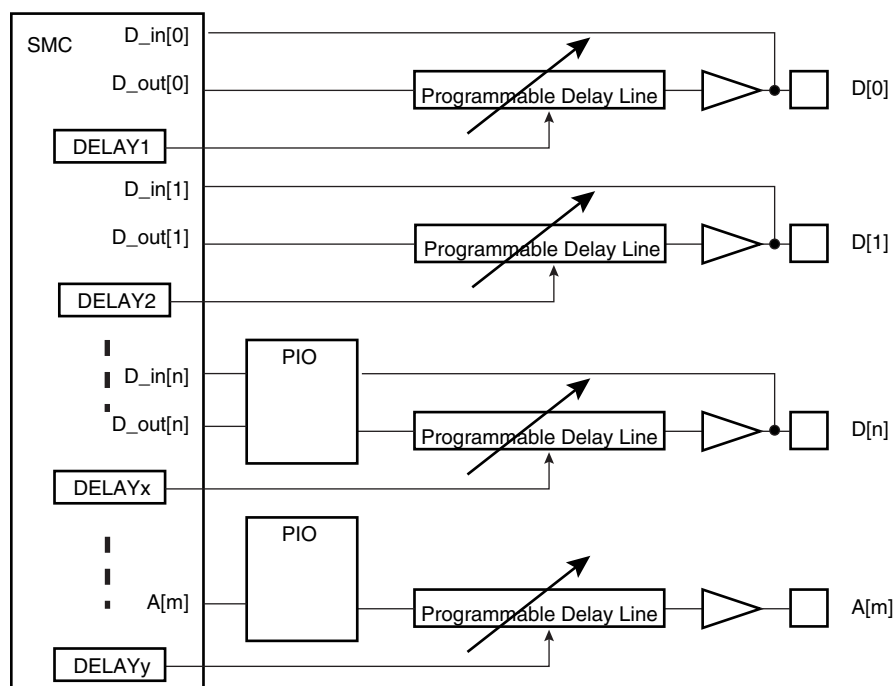 SMC
D_in[0]
D_out[0]
Programmable Delay Line
D[0]
DELAY1
D_in[1]
D_out[1]
Programmable Delay Line
D[1]
DELAY2
PIO
D_in[n]
D_out[n]
Programmable Delay Line
D[n]
DELAYx
PIO
A[m]
Programmable Delay Line
A[m]
DELAYy